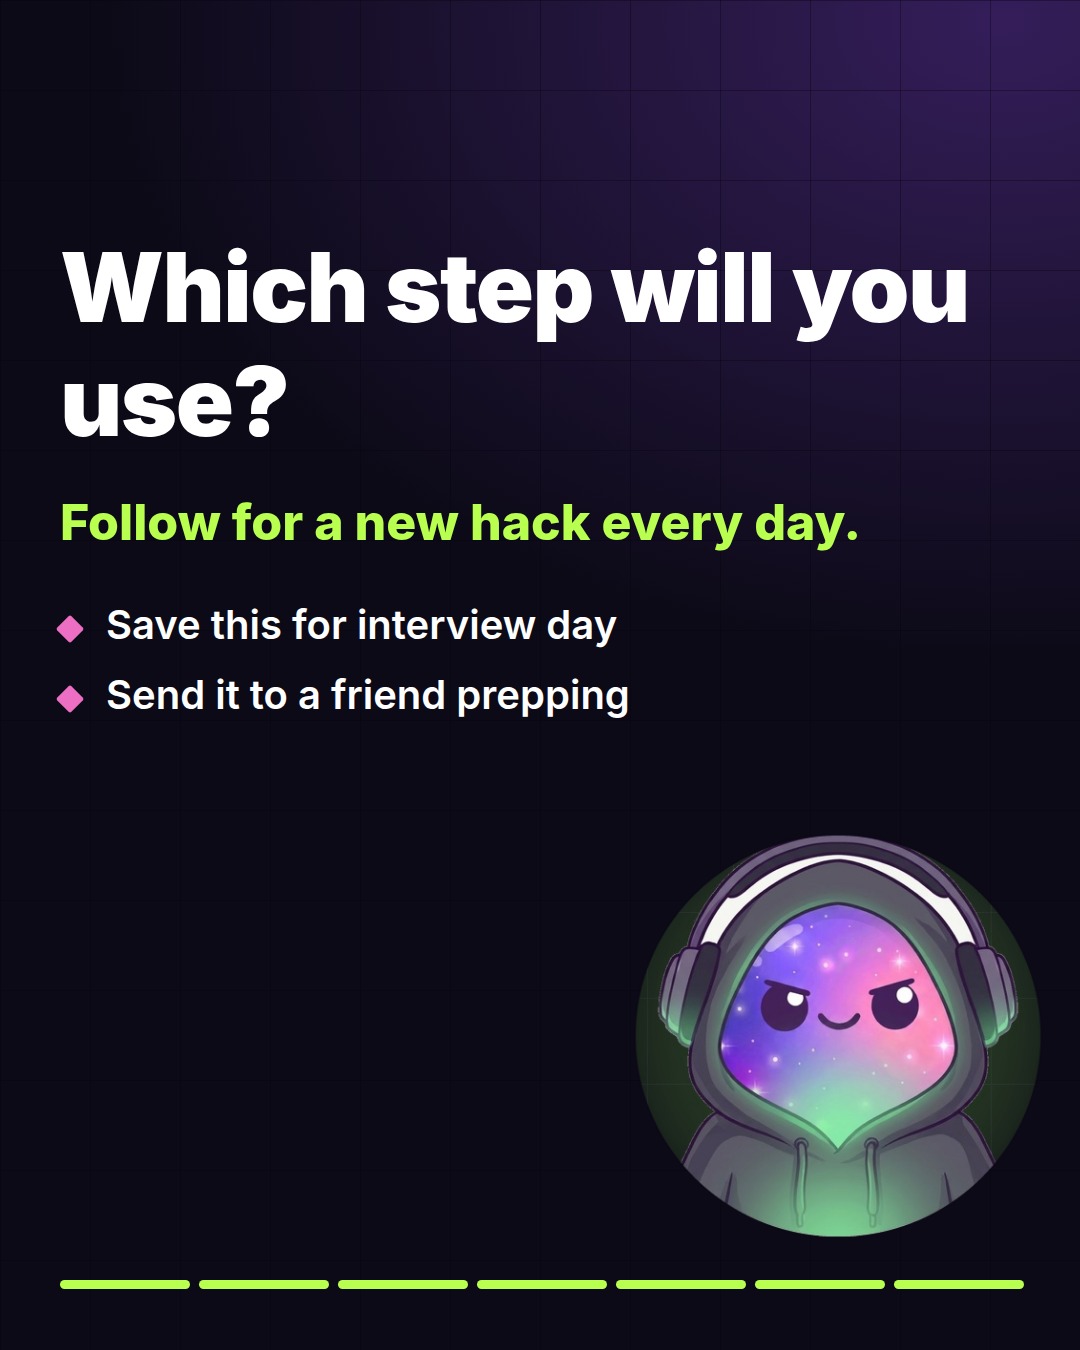 Which step will you
use?
Follow for a new hack every day.
Save this for interview day
Send it to a friend prepping